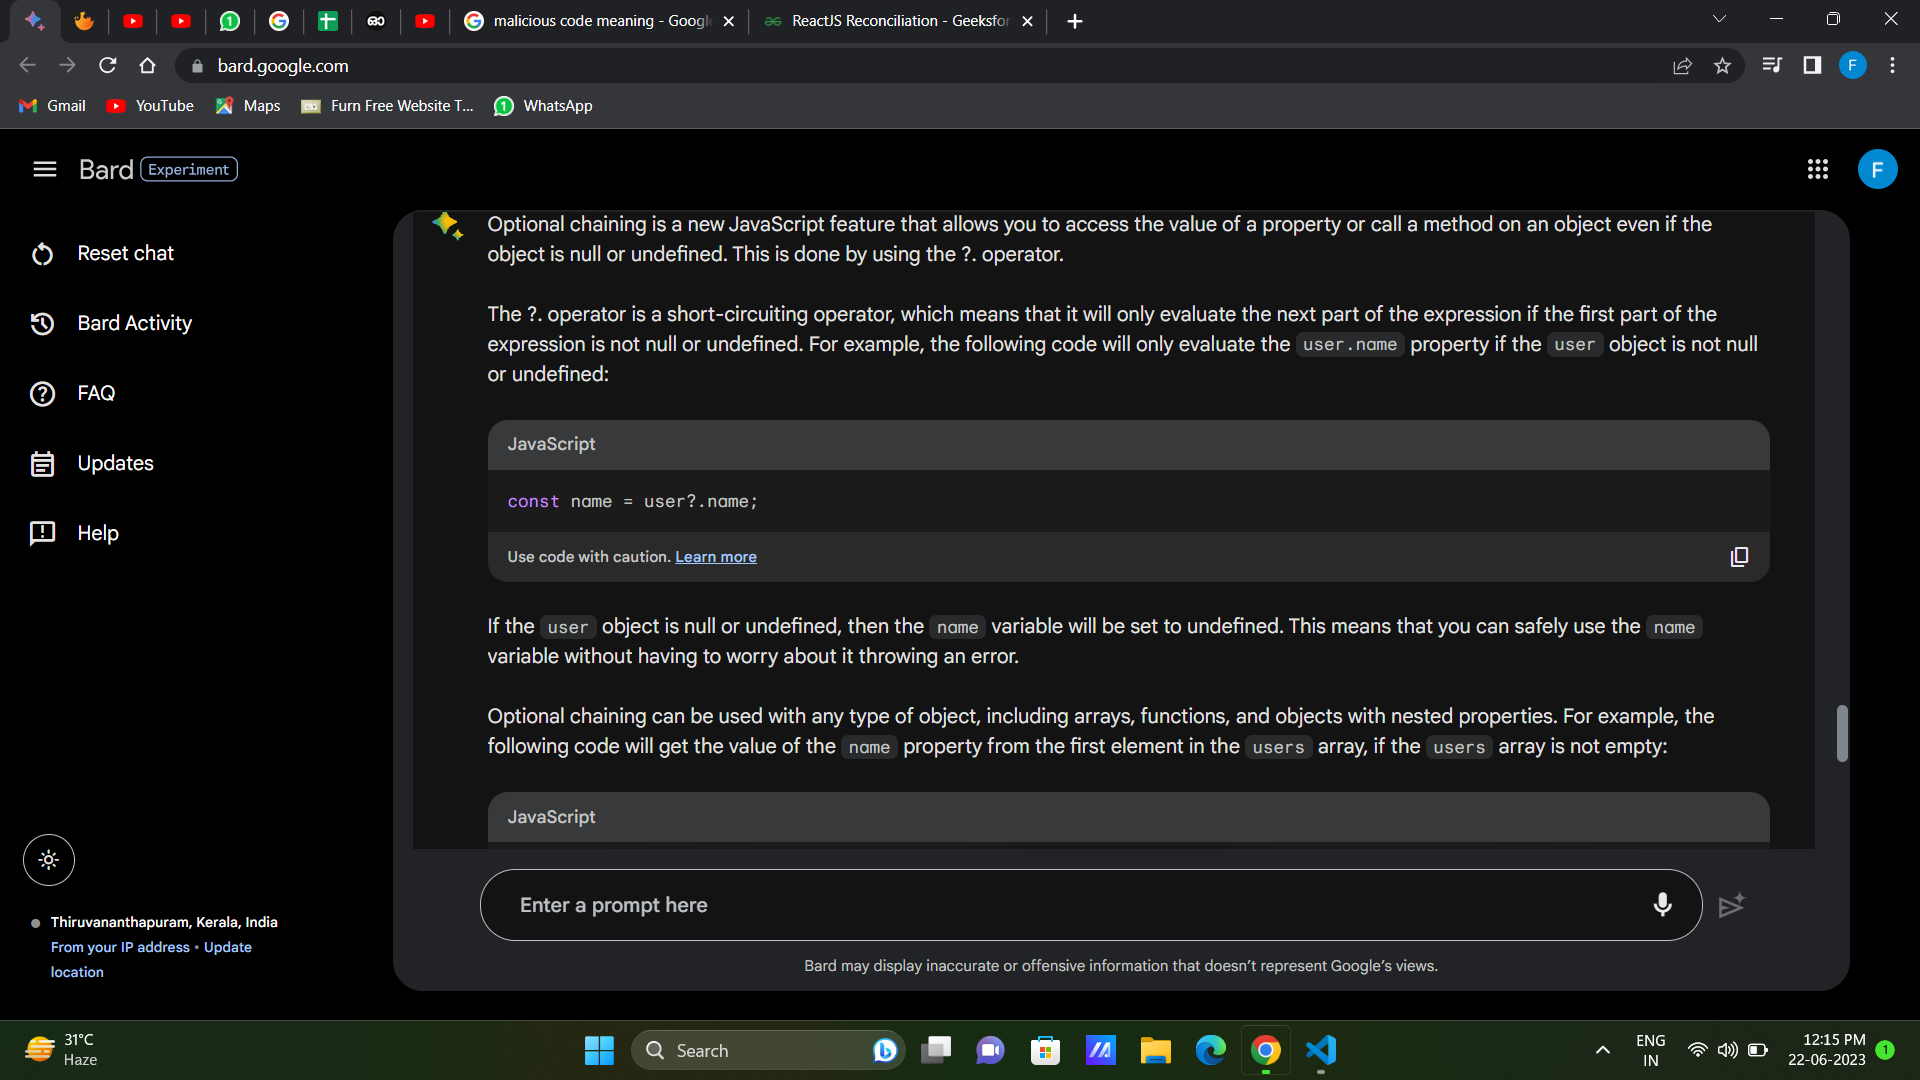 malicious code meaning - Google
ReactJS Reconciliation - Geeksfor
bard.google.com
F
Gmail
YouTube
Maps
Furn Free Website T...
WhatsApp
Bard
Experiment
F
Reset chat
Bard Activity
FAQ
Updates
Help
Optional chaining is a new JavaScript feature that allows you to access the value of a property or call a method on an object even if the
object is null or undefined. This is done by using the ?. operator.
The ?. operator is a short-circuiting operator, which means that it will only evaluate the next part of the expression if the first part of the
expression is not null or undefined. For example, the following code will only evaluate the user.name property if the user object is not null
or undefined:
JavaScript
const name = user?.name;
Use code with caution. Learn more
If the user object is null or undefined, then the name variable will be set to undefined. This means that you can safely use the name
variable without having to worry about it throwing an error.
Optional chaining can be used with any type of object, including arrays, functions, and objects with nested properties. For example, the
following code will get the value of the name property from the first element in the users array, if the users array is not empty:
JavaScript
Enter a prompt here
Bard may display inaccurate or offensive information that doesn't represent Google's views.
Thiruvananthapuram, Kerala, India
From your IP address • Update
location
31°C
Haze
Search
ENG
IN
12:15 PM
22-06-2023
1